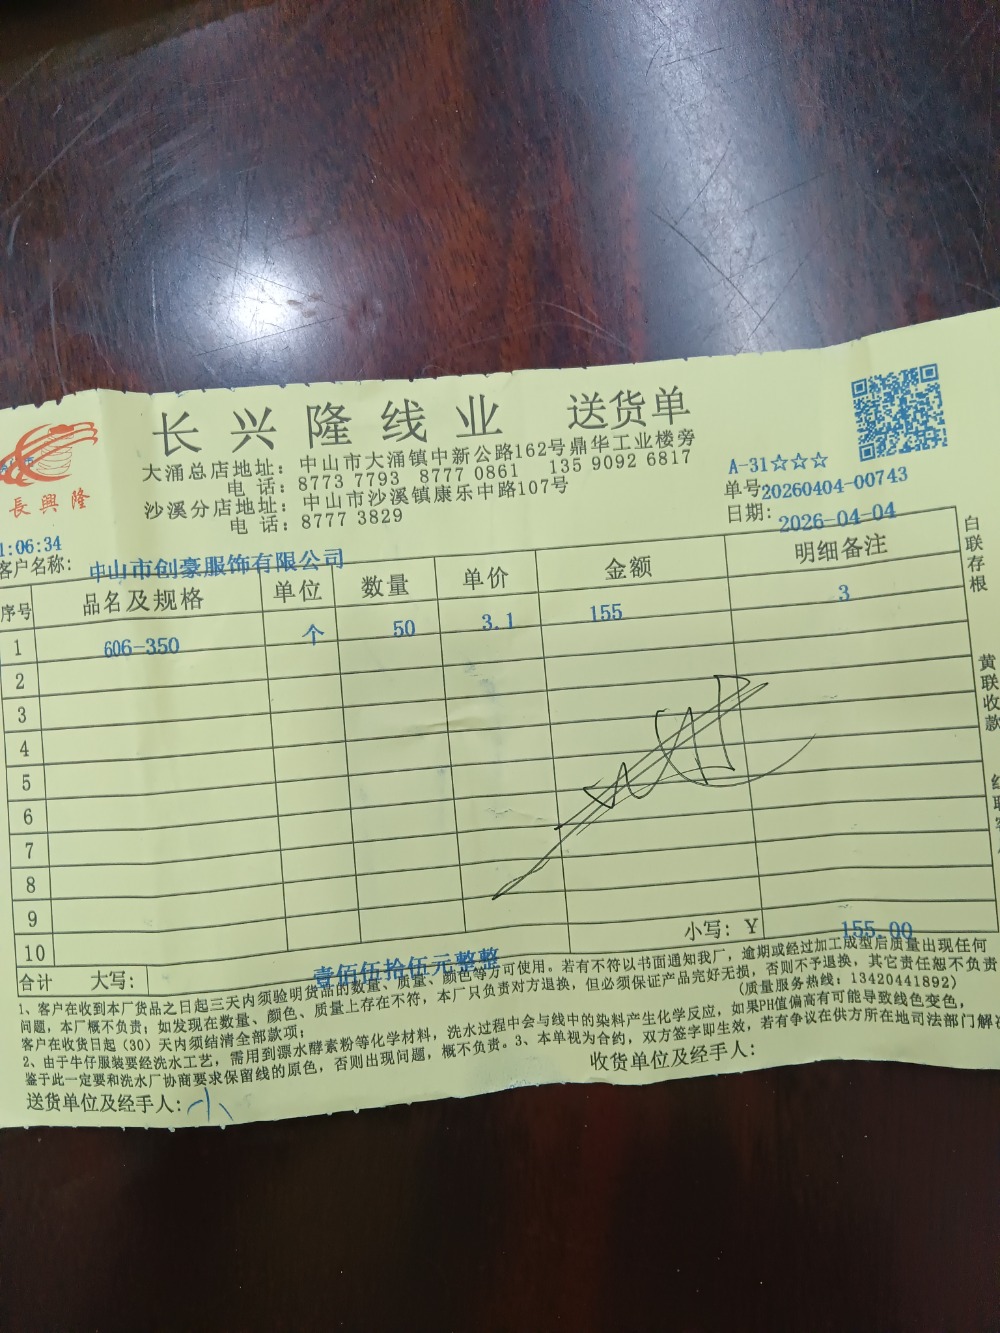 长兴隆线业 送货单
長興隆
大涌总店地址：中山市大涌镇中新公路162号鼎华工业楼旁
电 话：8773 7793 8777 0861 135 9092 6817
沙溪分店地址：中山市沙溪镇康乐中路107号
电 话：8777 3829
A-31☆☆☆
单号20260404-00743
日期：2026-04-04
1:06:34
客户名称：中山市创豪服饰有限公司
序号 品名及规格 单位 数量 单价 金额 明细备注
1 606-350 个 50 3.1 155 3
2
3
4
5
6
7
8
9
10 小写：¥ 155.00
合计 大写：壹佰伍拾伍元整整
1、客户在收到本厂货品之日起三天内须验明货品的数量、质量、颜色等方可使用。若有不符以书面通知我厂，逾期或经过加工成型后质量出现任何
问题，本厂概不负责；如发现在数量、颜色、质量上存在不符，本厂只负责对方退换，但必须保证产品完好无损，否则不予退换，其它责任恕不负责
客户在收货日起（30）天内须结清全部款项； （质量服务热线：13420441892）
2、由于牛仔服装要经洗水工艺，需用到漂水酵素粉等化学材料，洗水过程中会与线中的染料产生化学反应，如果PH值偏高有可能导致线色变色，
鉴于此一定要和洗水厂协商要求保留线的原色，否则出现问题，概不负责。3、本单视为合约，双方签字即生效，若有争议在供方所在地司法部门解决
送货单位及经手人：小
收货单位及经手人：
白联存根
黄联收款